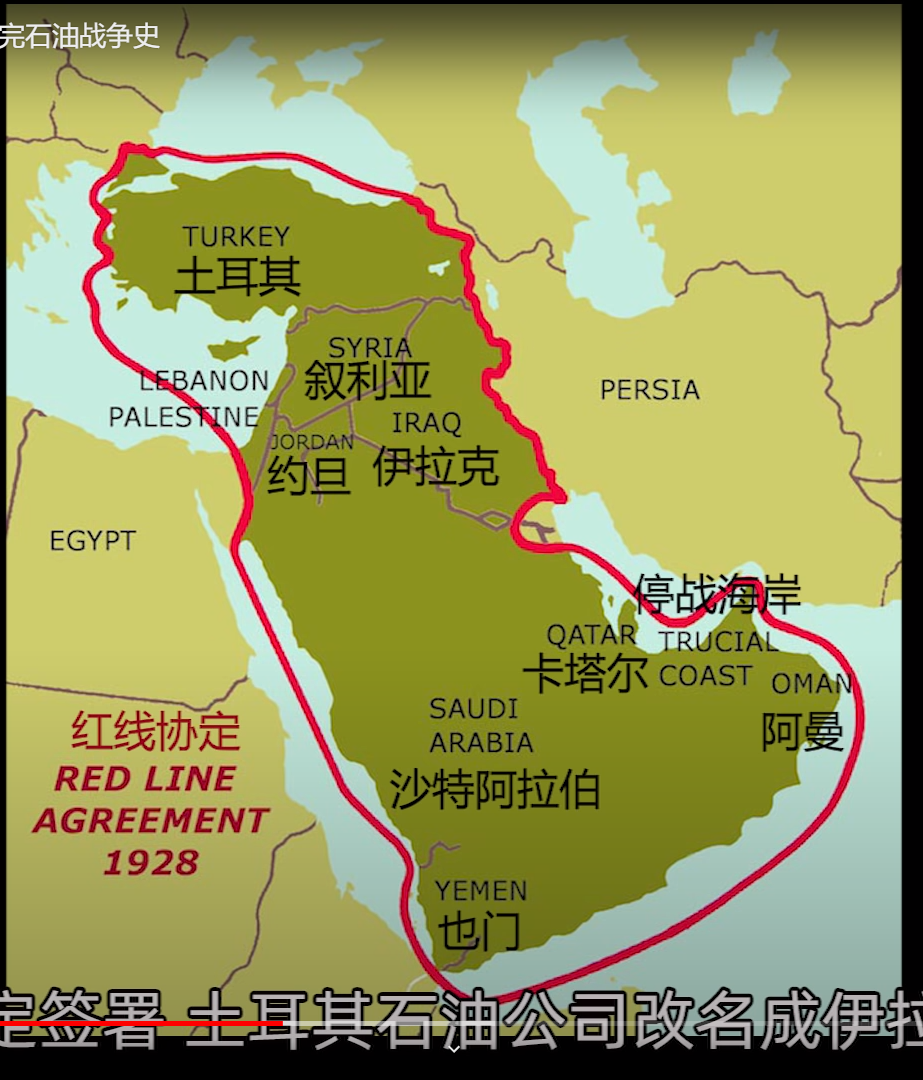 完石油战争史
TURKEY
土耳其
SYRIA
叙利亚
LEBANON
PALESTINE
IRAQ
伊拉克
JORDAN
约旦
PERSIA
EGYPT
停战海岸
QATAR
卡塔尔
TRUCIAL
COAST
OMAN
阿曼
SAUDI
ARABIA
沙特阿拉伯
红线协定
RED LINE
AGREEMENT
1928
YEMEN
也门
定签署 土耳其石油公司改名成伊拉